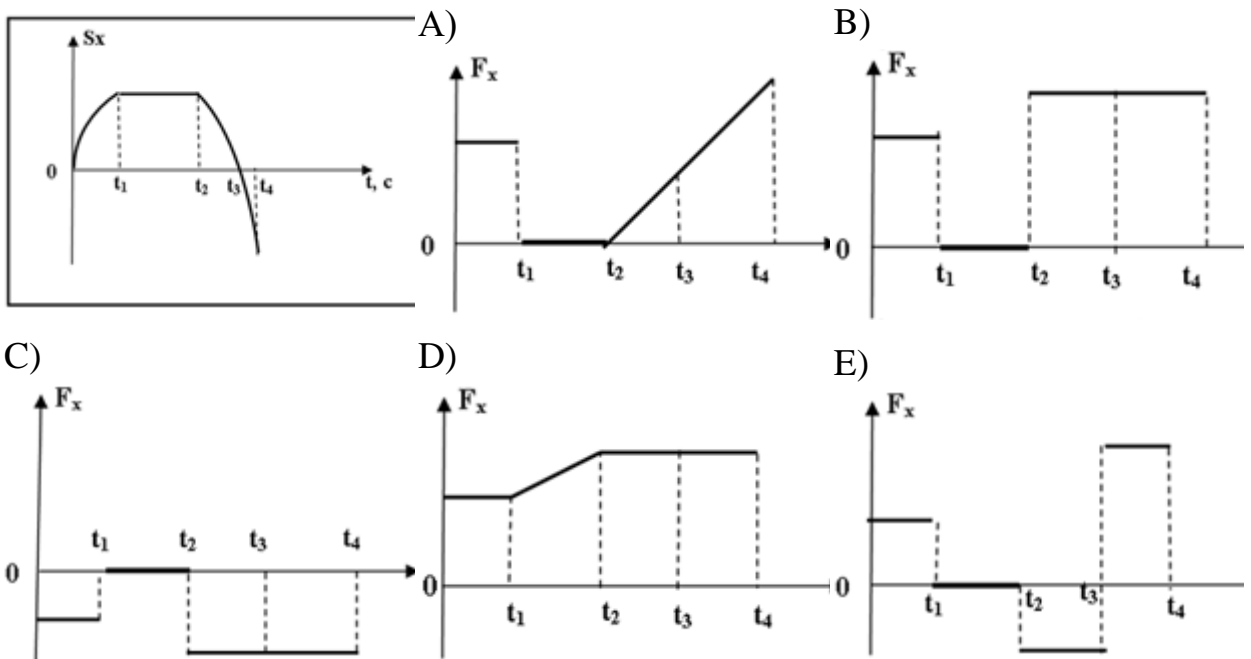 Sx
0
t₁ t₂ t₃ t₄ t, c
A)
Fₓ
0
t₁ t₂ t₃ t₄
B)
Fₓ
0
t₁ t₂ t₃ t₄
C)
Fₓ
t₁ t₂ t₃ t₄
0
D)
Fₓ
0
t₁ t₂ t₃ t₄
E)
Fₓ
0
t₁ t₂ t₃ t₄